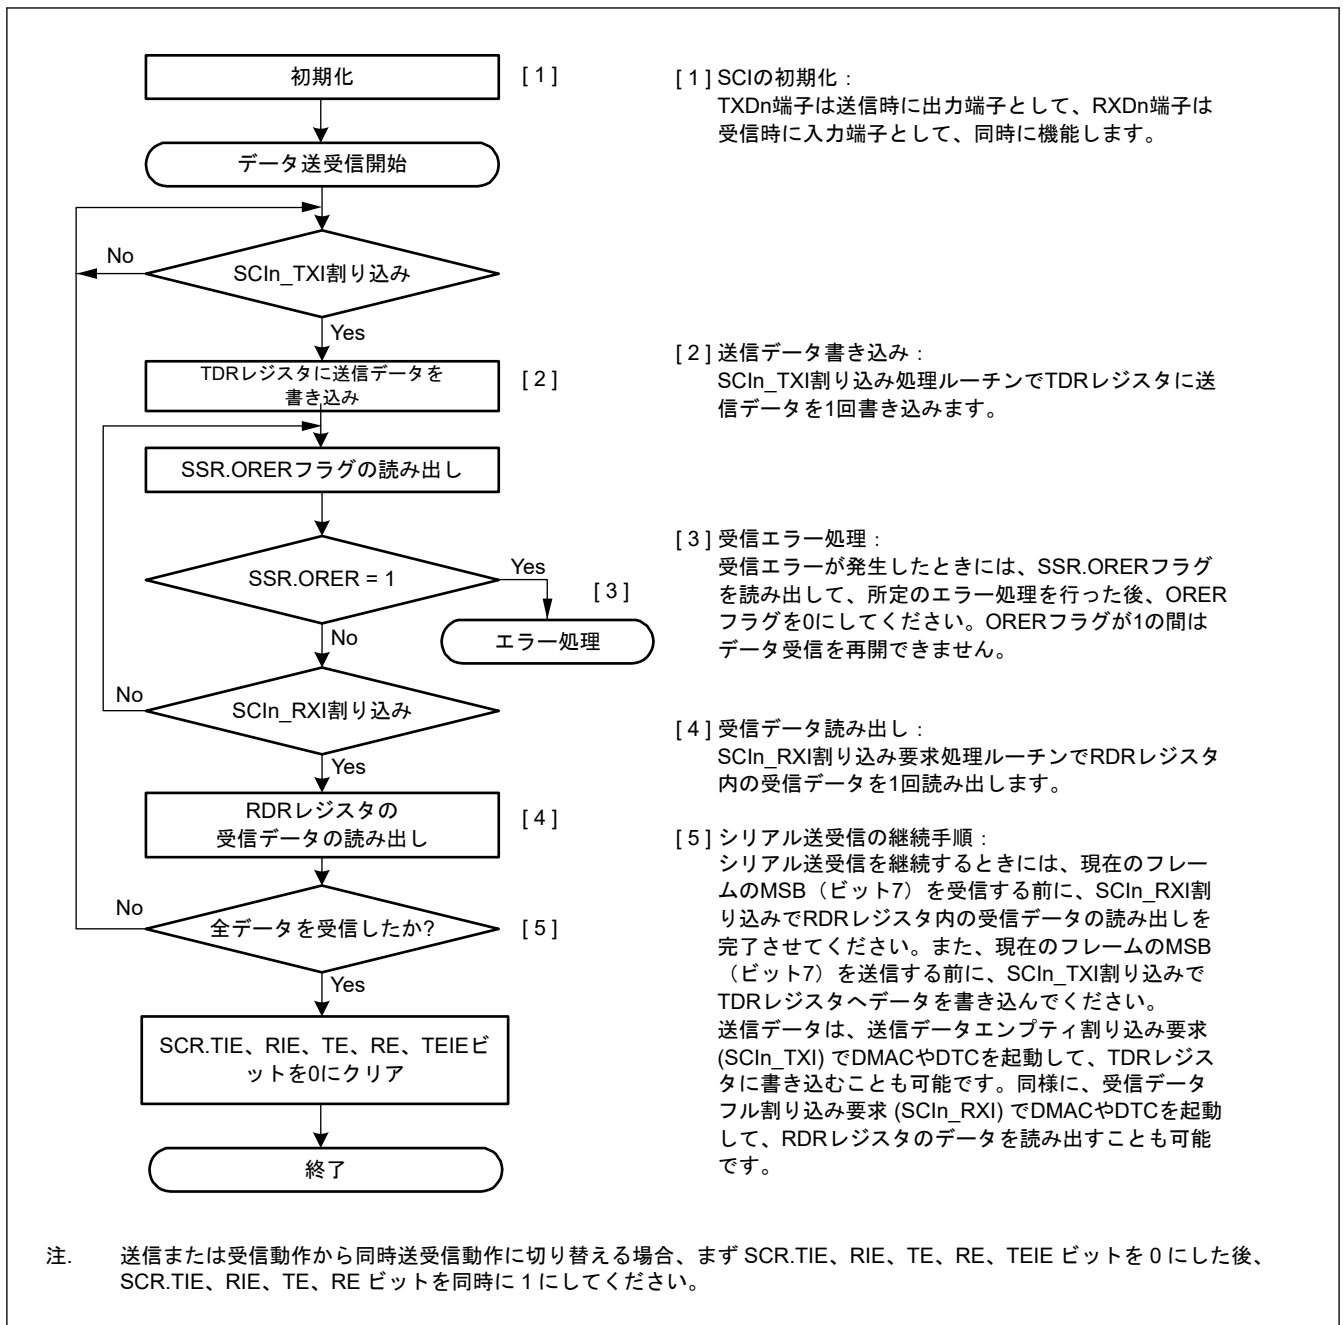 初期化
[ 1 ]
データ送受信開始
No
SCIn_TXI割り込み
Yes
TDRレジスタに送信データを
書き込み
[ 2 ]
SSR.ORERフラグの読み出し
SSR.ORER = 1
Yes
[ 3 ]
エラー処理
No
No
SCIn_RXI割り込み
Yes
RDRレジスタの
受信データの読み出し
[ 4 ]
No
全データを受信したか?
[ 5 ]
Yes
SCR.TIE、RIE、TE、RE、TEIEビ
ットを0にクリア
終了
[ 1 ] SCIの初期化：
TXDn端子は送信時に出力端子として、RXDn端子は
受信時に入力端子として、同時に機能します。
[ 2 ] 送信データ書き込み：
SCIn_TXI割り込み処理ルーチンでTDRレジスタに送
信データを1回書き込みます。
[ 3 ] 受信エラー処理：
受信エラーが発生したときには、SSR.ORERフラグ
を読み出して、所定のエラー処理を行った後、ORER
フラグを0にしてください。ORERフラグが1の間は
データ受信を再開できません。
[ 4 ] 受信データ読み出し：
SCIn_RXI割り込み要求処理ルーチンでRDRレジスタ
内の受信データを1回読み出します。
[ 5 ] シリアル送受信の継続手順：
シリアル送受信を継続するときには、現在のフレー
ムのMSB（ビット7）を受信する前に、SCIn_RXI割
り込みでRDRレジスタ内の受信データの読み出しを
完了させてください。また、現在のフレームのMSB
（ビット7）を送信する前に、SCIn_TXI割り込みで
TDRレジスタへデータを書き込んでください。
送信データは、送信データエンプティ割り込み要求
(SCIn_TXI) でDMACやDTCを起動して、TDRレジス
タに書き込むことも可能です。同様に、受信データ
フル割り込み要求 (SCIn_RXI) でDMACやDTCを起動
して、RDRレジスタのデータを読み出すことも可能
です。
注. 送信または受信動作から同時送受信動作に切り替える場合、まず SCR.TIE、RIE、TE、RE、TEIE ビットを 0 にした後、
SCR.TIE、RIE、TE、RE ビットを同時に 1 にしてください。